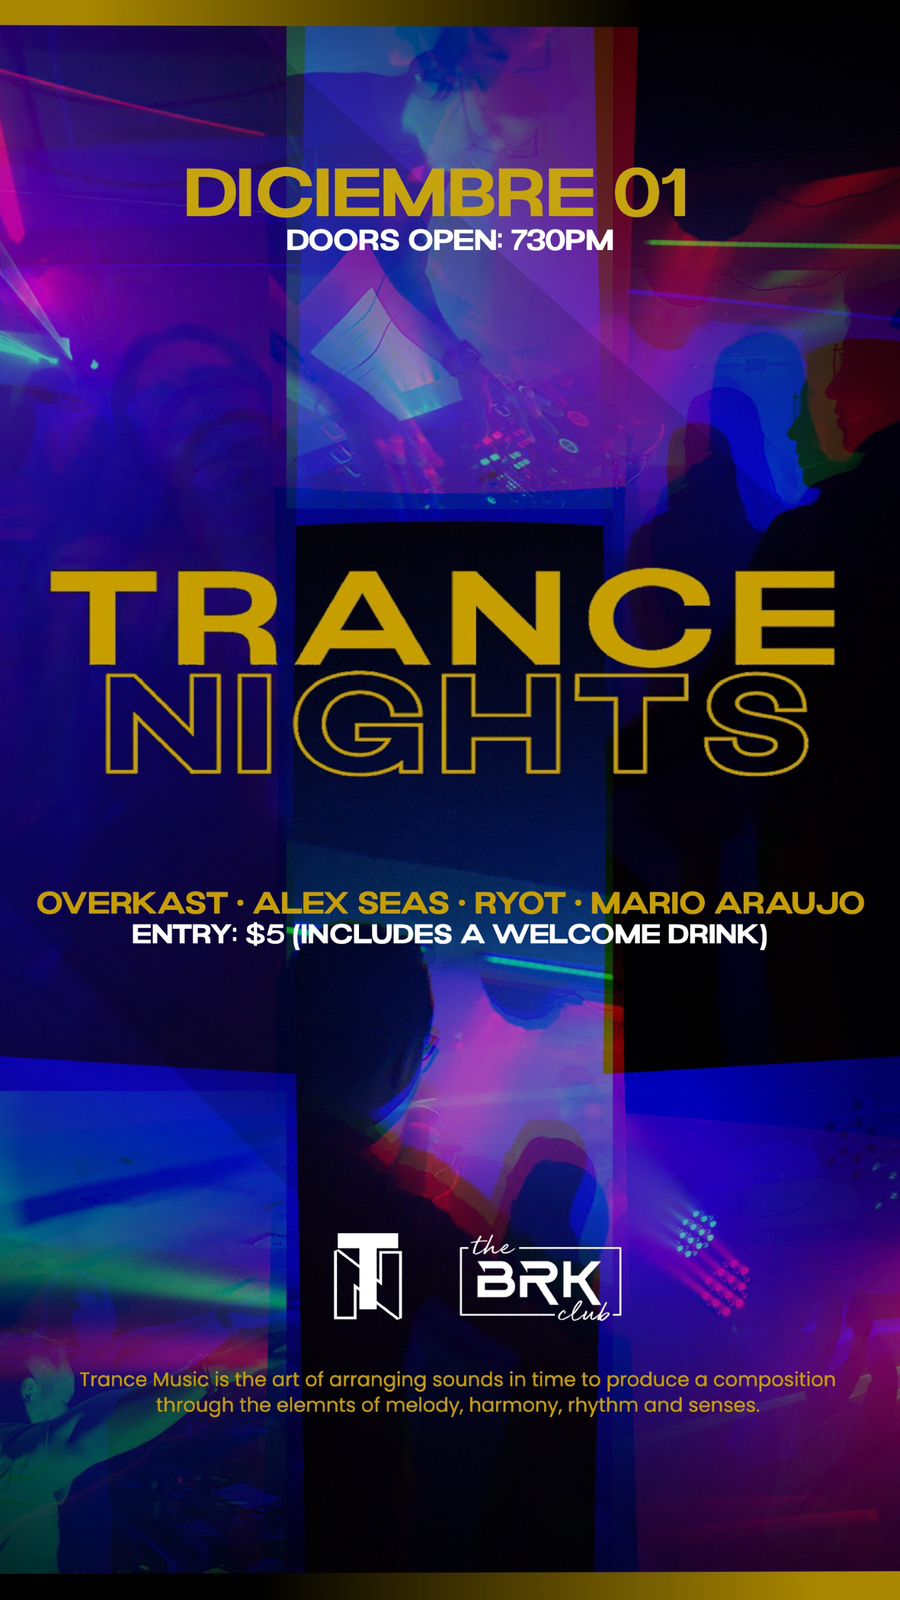 DICIEMBRE 01
DOORS OPEN: 730PM
TRANCE
NIGHTS
OVERKAST · ALEX SEAS · RYOT · MARIO ARAUJO
ENTRY: $5 (INCLUDES A WELCOME DRINK)
TN
the
BRK
club
Trance Music is the art of arranging sounds in time to produce a composition
through the elemnts of melody, harmony, rhythm and senses.